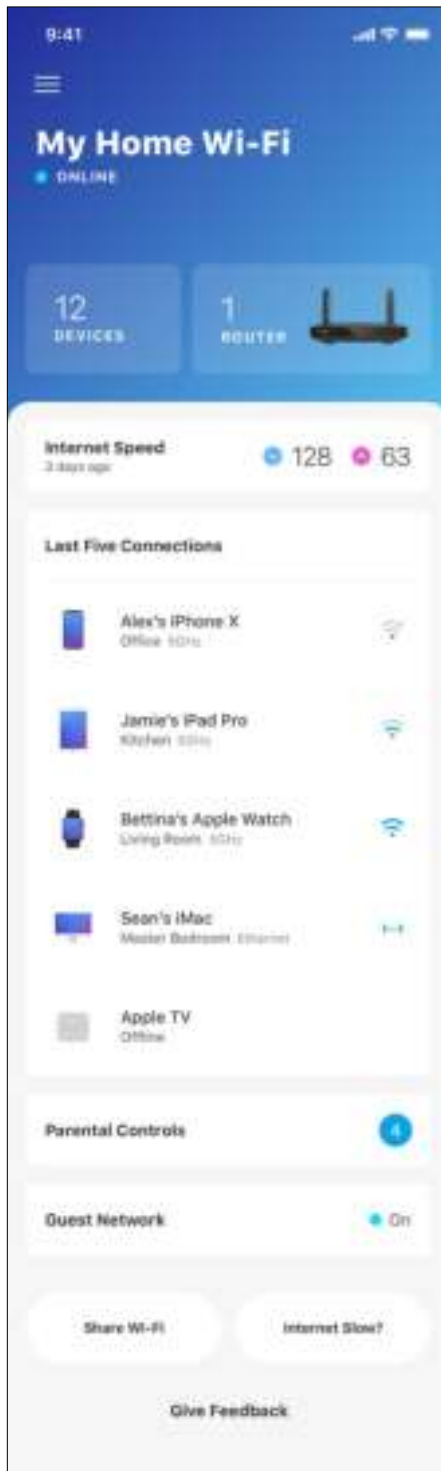 9:41
My Home Wi-Fi
ONLINE
12
DEVICES
1
ROUTER
Internet Speed
3 days ago
128
63
Last Five Connections
Alex's iPhone X
Office 5GHz
Jamie's iPad Pro
Kitchen 5GHz
Bettina's Apple Watch
Living Room 5GHz
Sean's iMac
Master Bedroom Ethernet
Apple TV
Offline
Parental Controls
4
Guest Network
On
Share Wi-Fi
Internet Slow?
Give Feedback